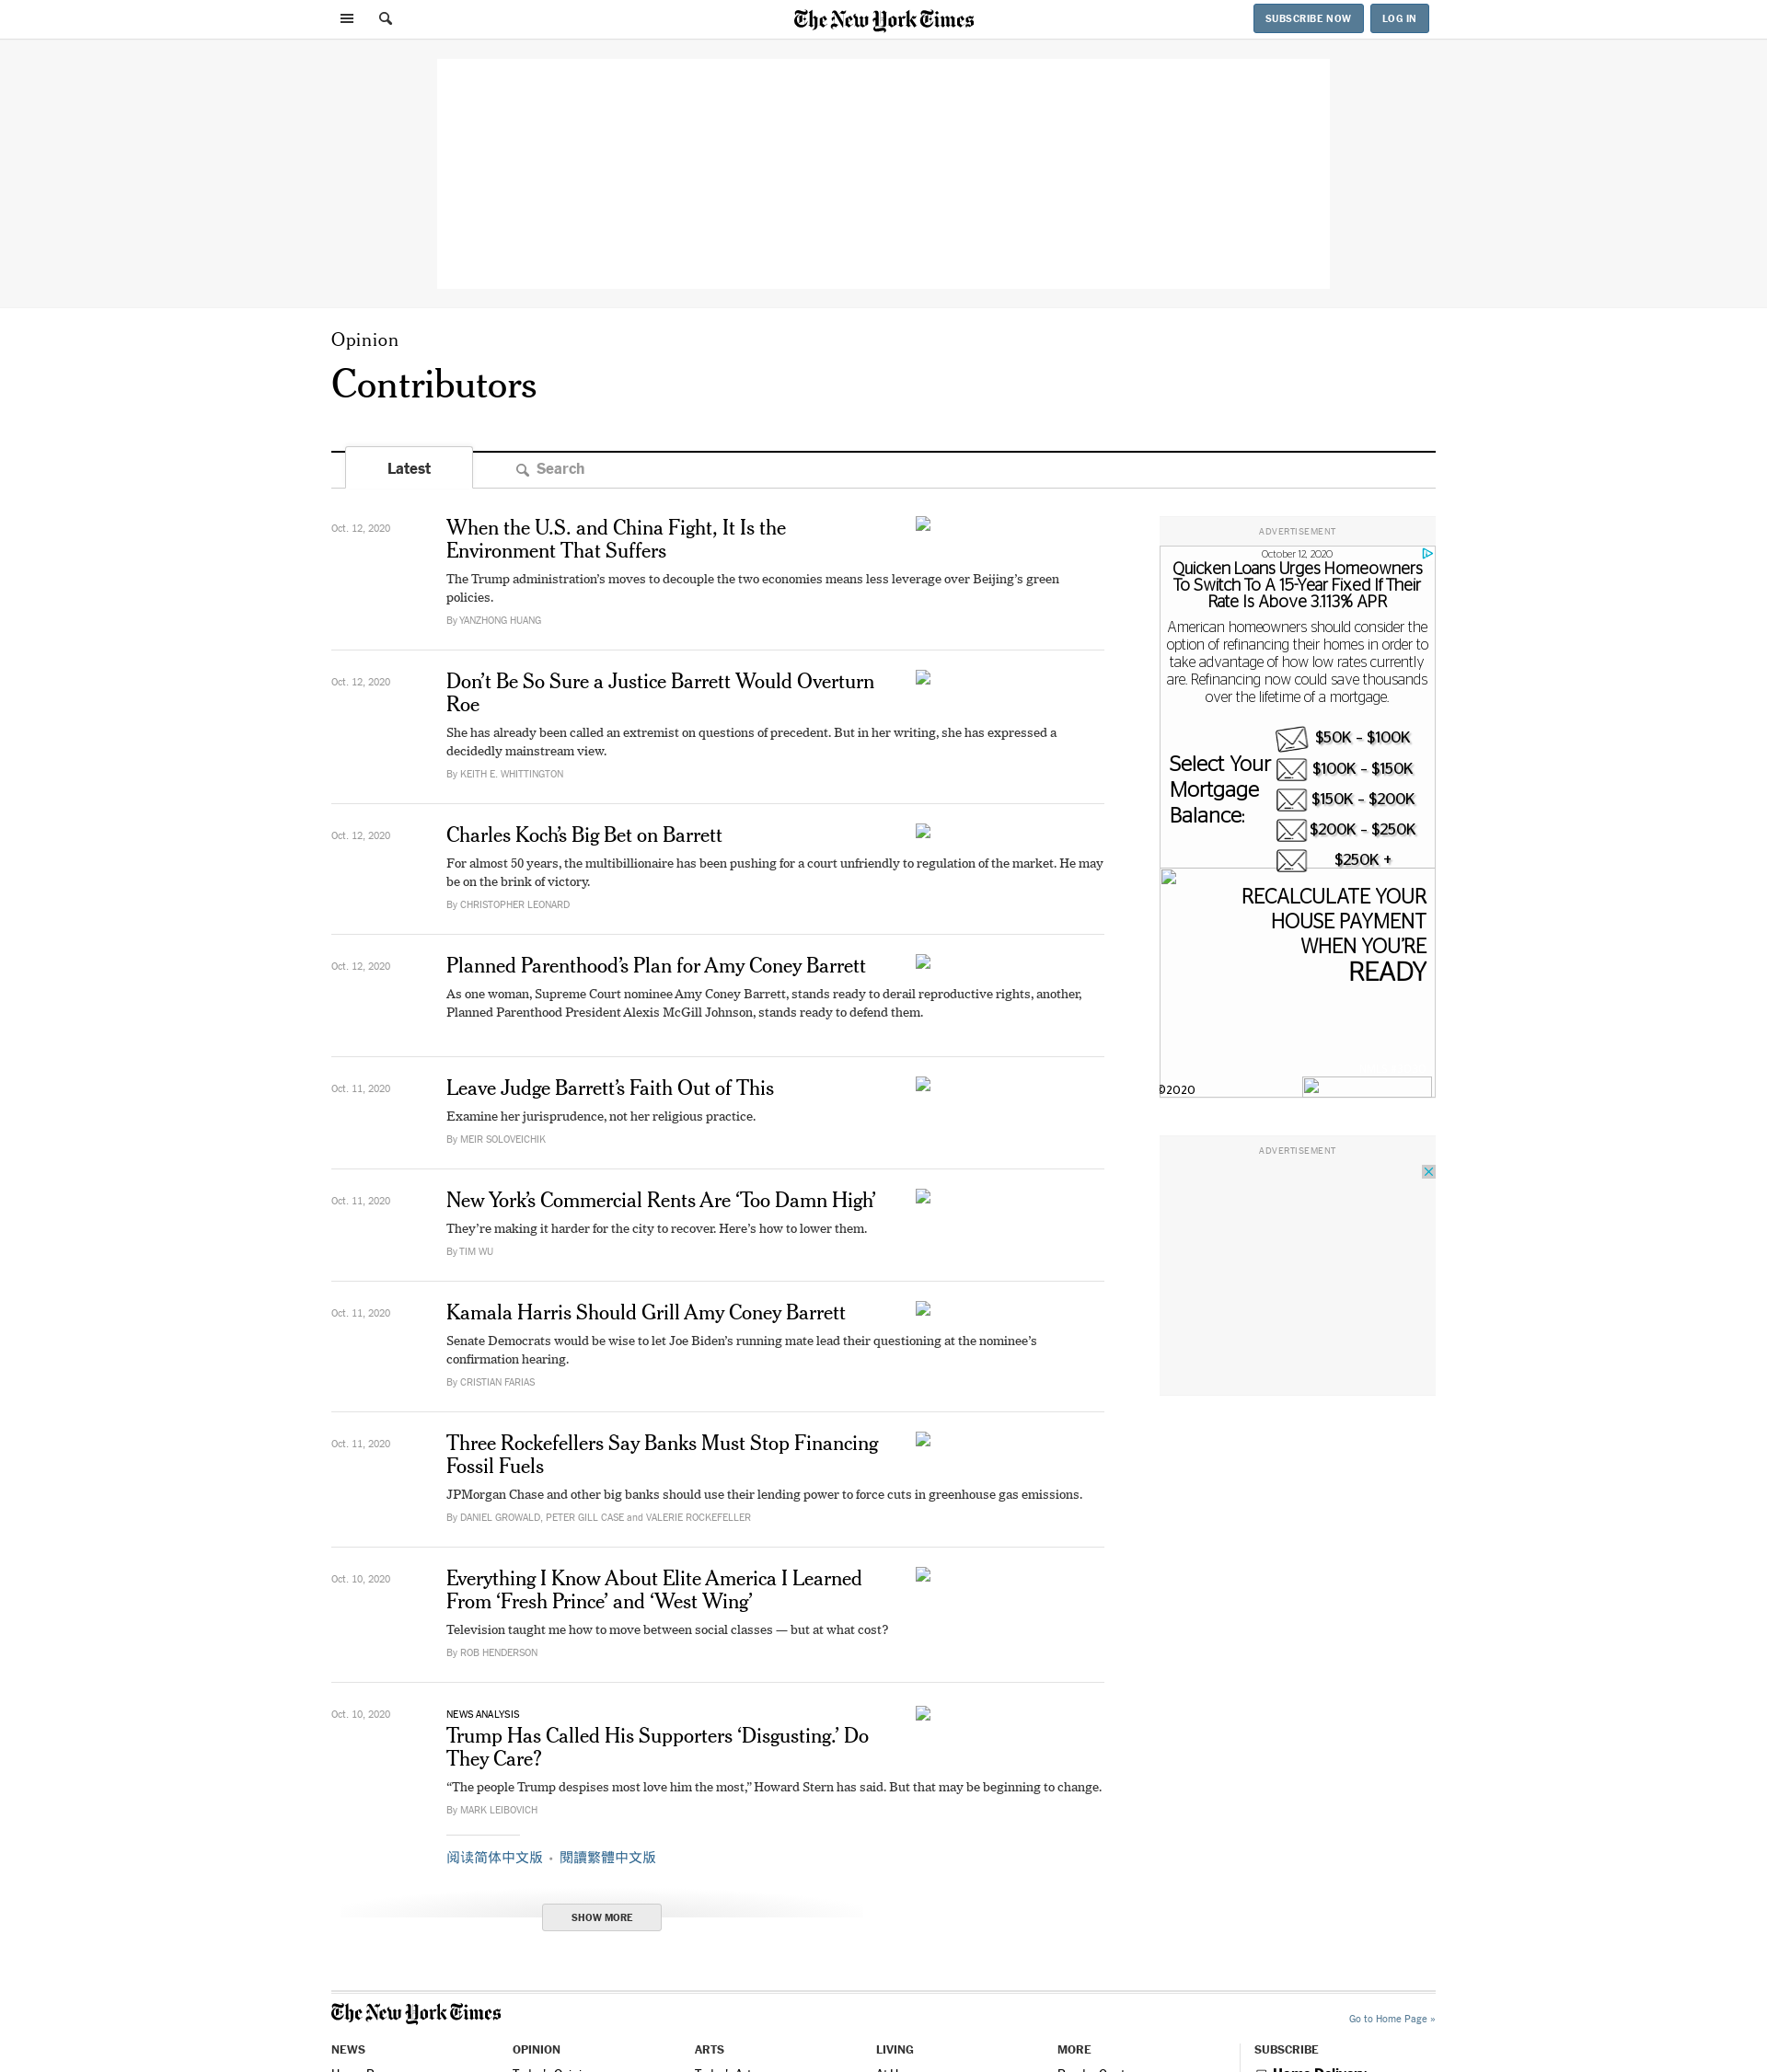 The New York Times
SUBSCRIBE NOW
LOG IN
Opinion
Contributors
Latest
Search
Oct. 12, 2020
When the U.S. and China Fight, It Is the
Environment That Suffers
The Trump administration’s moves to decouple the two economies means less leverage over Beijing’s green
policies.
By YANZHONG HUANG
Oct. 12, 2020
Don’t Be So Sure a Justice Barrett Would Overturn
Roe
She has already been called an extremist on questions of precedent. But in her writing, she has expressed a
decidedly mainstream view.
By KEITH E. WHITTINGTON
Oct. 12, 2020
Charles Koch’s Big Bet on Barrett
For almost 50 years, the multibillionaire has been pushing for a court unfriendly to regulation of the market. He may
be on the brink of victory.
By CHRISTOPHER LEONARD
Oct. 12, 2020
Planned Parenthood’s Plan for Amy Coney Barrett
As one woman, Supreme Court nominee Amy Coney Barrett, stands ready to derail reproductive rights, another,
Planned Parenthood President Alexis McGill Johnson, stands ready to defend them.
Oct. 11, 2020
Leave Judge Barrett’s Faith Out of This
Examine her jurisprudence, not her religious practice.
By MEIR SOLOVEICHIK
Oct. 11, 2020
New York’s Commercial Rents Are ‘Too Damn High’
They’re making it harder for the city to recover. Here’s how to lower them.
By TIM WU
Oct. 11, 2020
Kamala Harris Should Grill Amy Coney Barrett
Senate Democrats would be wise to let Joe Biden’s running mate lead their questioning at the nominee’s
confirmation hearing.
By CRISTIAN FARIAS
Oct. 11, 2020
Three Rockefellers Say Banks Must Stop Financing
Fossil Fuels
JPMorgan Chase and other big banks should use their lending power to force cuts in greenhouse gas emissions.
By DANIEL GROWALD, PETER GILL CASE and VALERIE ROCKEFELLER
Oct. 10, 2020
Everything I Know About Elite America I Learned
From ‘Fresh Prince’ and ‘West Wing’
Television taught me how to move between social classes — but at what cost?
By ROB HENDERSON
Oct. 10, 2020
NEWS ANALYSIS
Trump Has Called His Supporters ‘Disgusting.’ Do
They Care?
“The people Trump despises most love him the most,” Howard Stern has said. But that may be beginning to change.
By MARK LEIBOVICH
阅读简体中文版 • 閱讀繁體中文版
SHOW MORE
ADVERTISEMENT
October 12, 2020
Quicken Loans Urges Homeowners
To Switch To A 15-Year Fixed If Their
Rate Is Above 3.113% APR
American homeowners should consider the
option of refinancing their homes in order to
take advantage of how low rates currently
are. Refinancing now could save thousands
over the lifetime of a mortgage.
Select Your
Mortgage
Balance:
$50K - $100K
$100K - $150K
$150K - $200K
$200K - $250K
$250K +
RECALCULATE YOUR
HOUSE PAYMENT
WHEN YOU'RE
READY
©2020
ADVERTISEMENT
The New York Times
Go to Home Page »
NEWS
OPINION
ARTS
LIVING
MORE
SUBSCRIBE